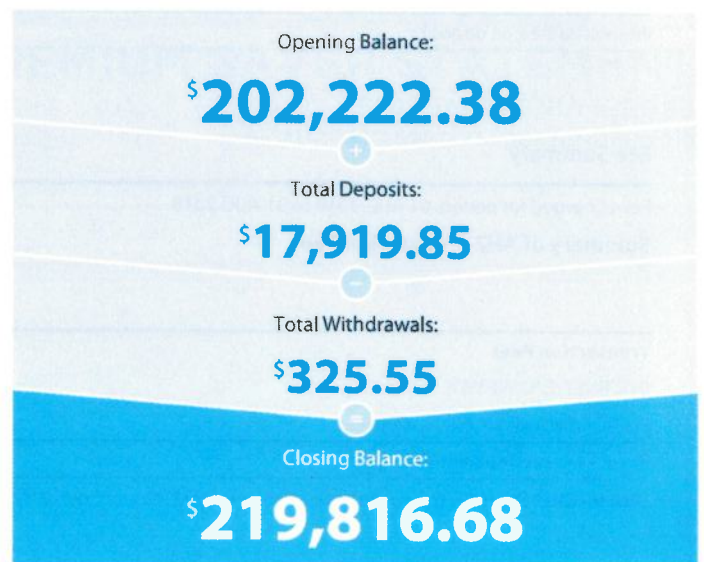 Opening Balance:
$202,222.38
+
Total Deposits:
$17,919.85
-
Total Withdrawals:
$325.55
=
Closing Balance:
$219,816.68